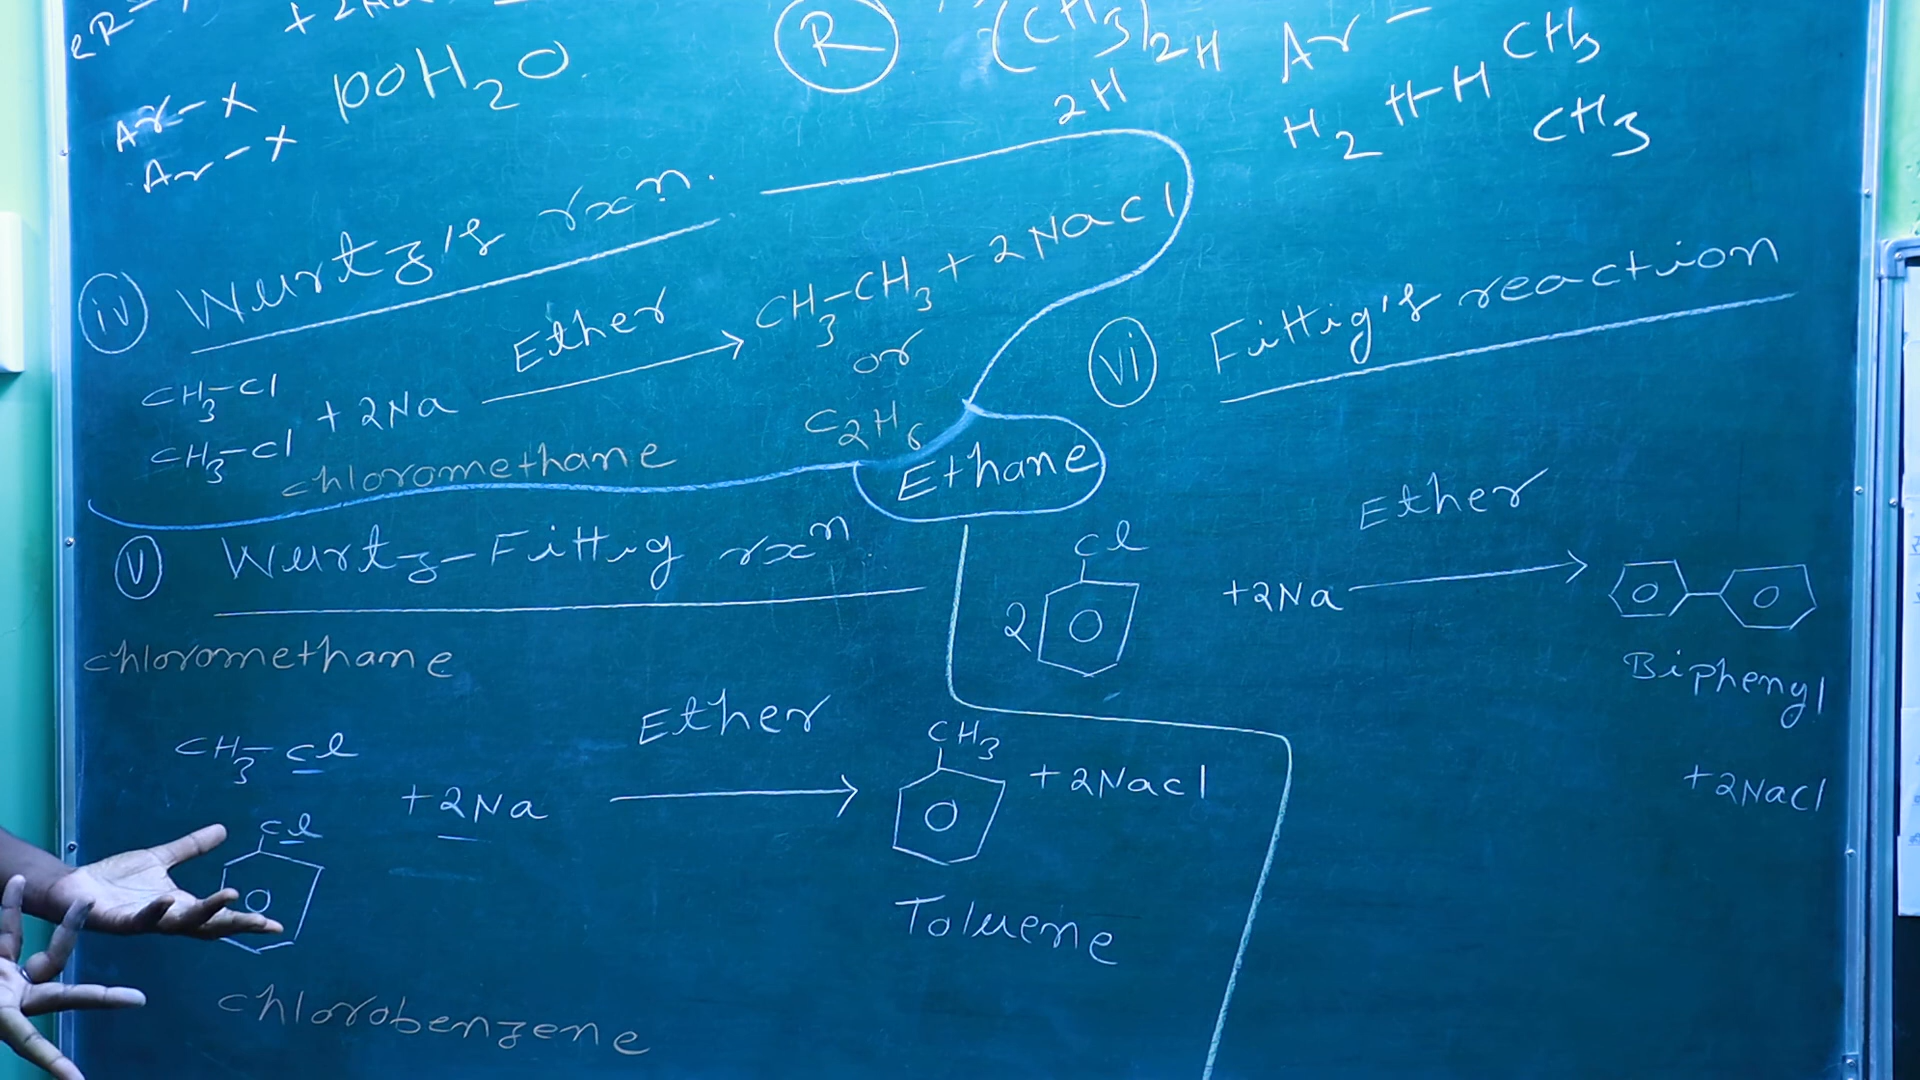 + 2Na
Ar-X
Ar-X
poH2O
R
(CH3)2H
2H
Ar-
H2 H-H
CH3
CH3
iv Wurtz's rxn.
CH3-Cl
CH3-Cl
+ 2Na
Ether
CH3-CH3 + 2NaCl
or
C2H6
Ethane
chloromethane
v Wurtz-Fittig rxn
chloromethane
CH3-Cl
Cl
+2Na
Ether
CH3
+2NaCl
Toluene
chlorobenzene
vi Fittig's reaction
2
Cl
+2Na
Ether
Biphenyl
+2NaCl